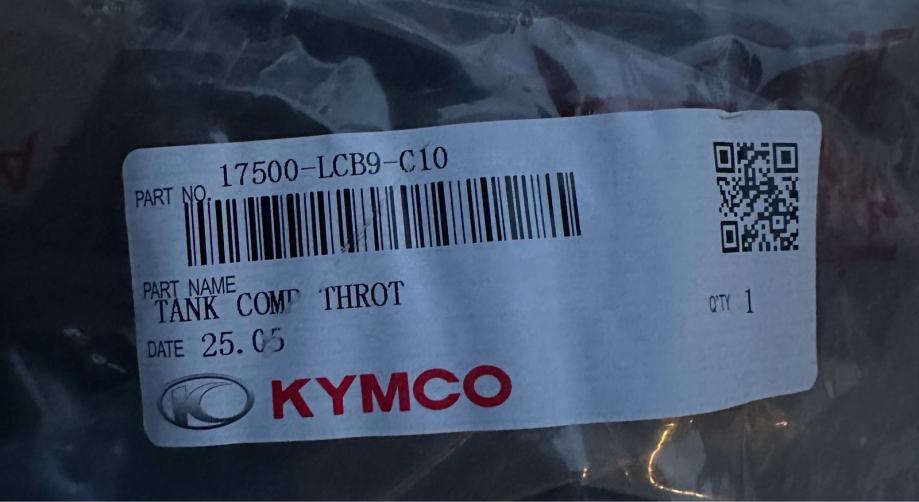 PART NO. 17500-LCB9-C10
PART NAME
TANK COMP THROT
Q'TY 1
DATE 25.05
KYMCO